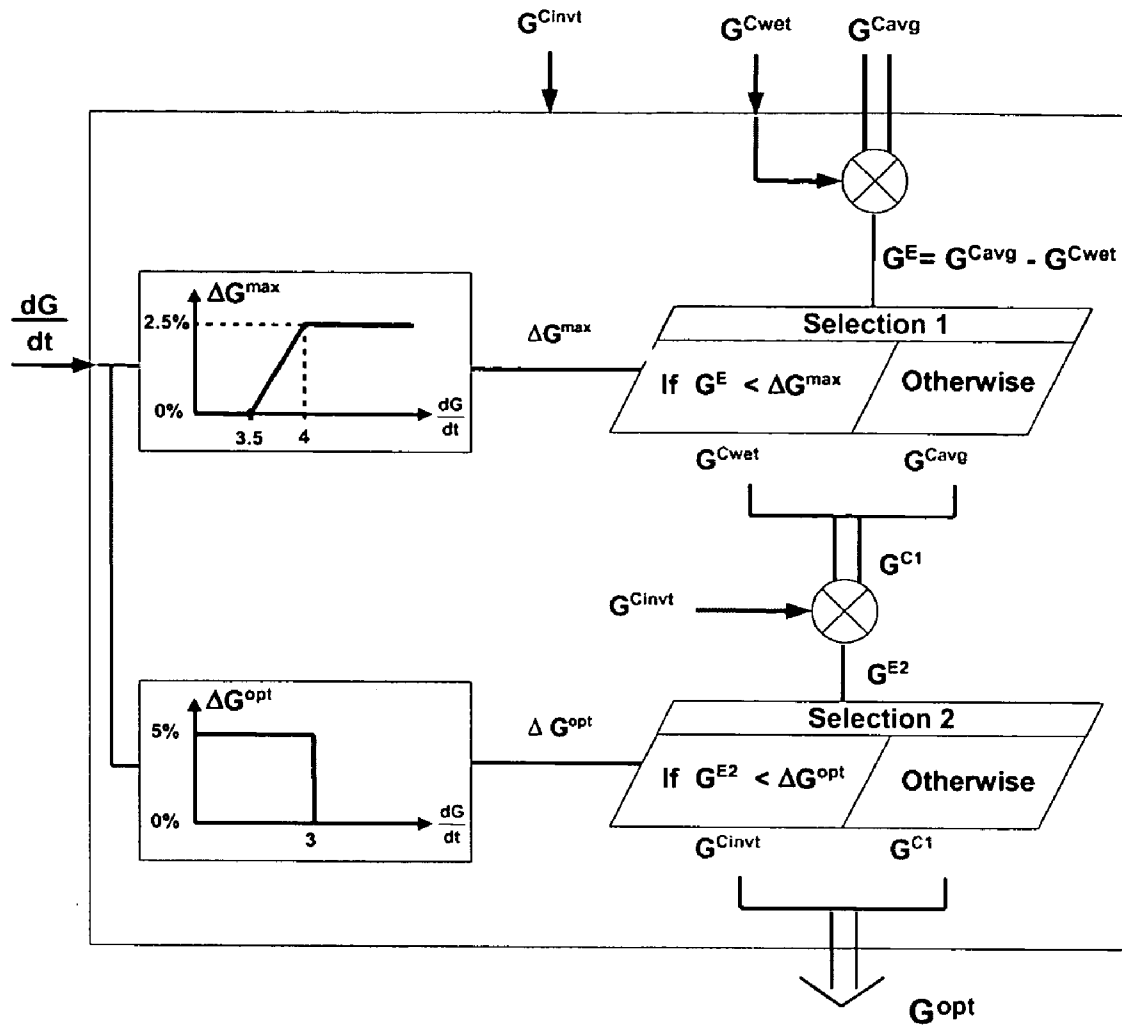 G^Cinvt
G^Cwet
G^Cavg
G^E = G^Cavg - G^Cwet
dG
dt
ΔG^max
2.5%
0%
3.5
4
dG
dt
ΔG^max
Selection 1
If G^E < ΔG^max
Otherwise
G^Cwet
G^Cavg
G^C1
G^Cinvt
G^E2
ΔG^opt
5%
0%
3
dG
dt
Δ G^opt
Selection 2
If G^E2 < ΔG^opt
Otherwise
G^Cinvt
G^C1
G^opt